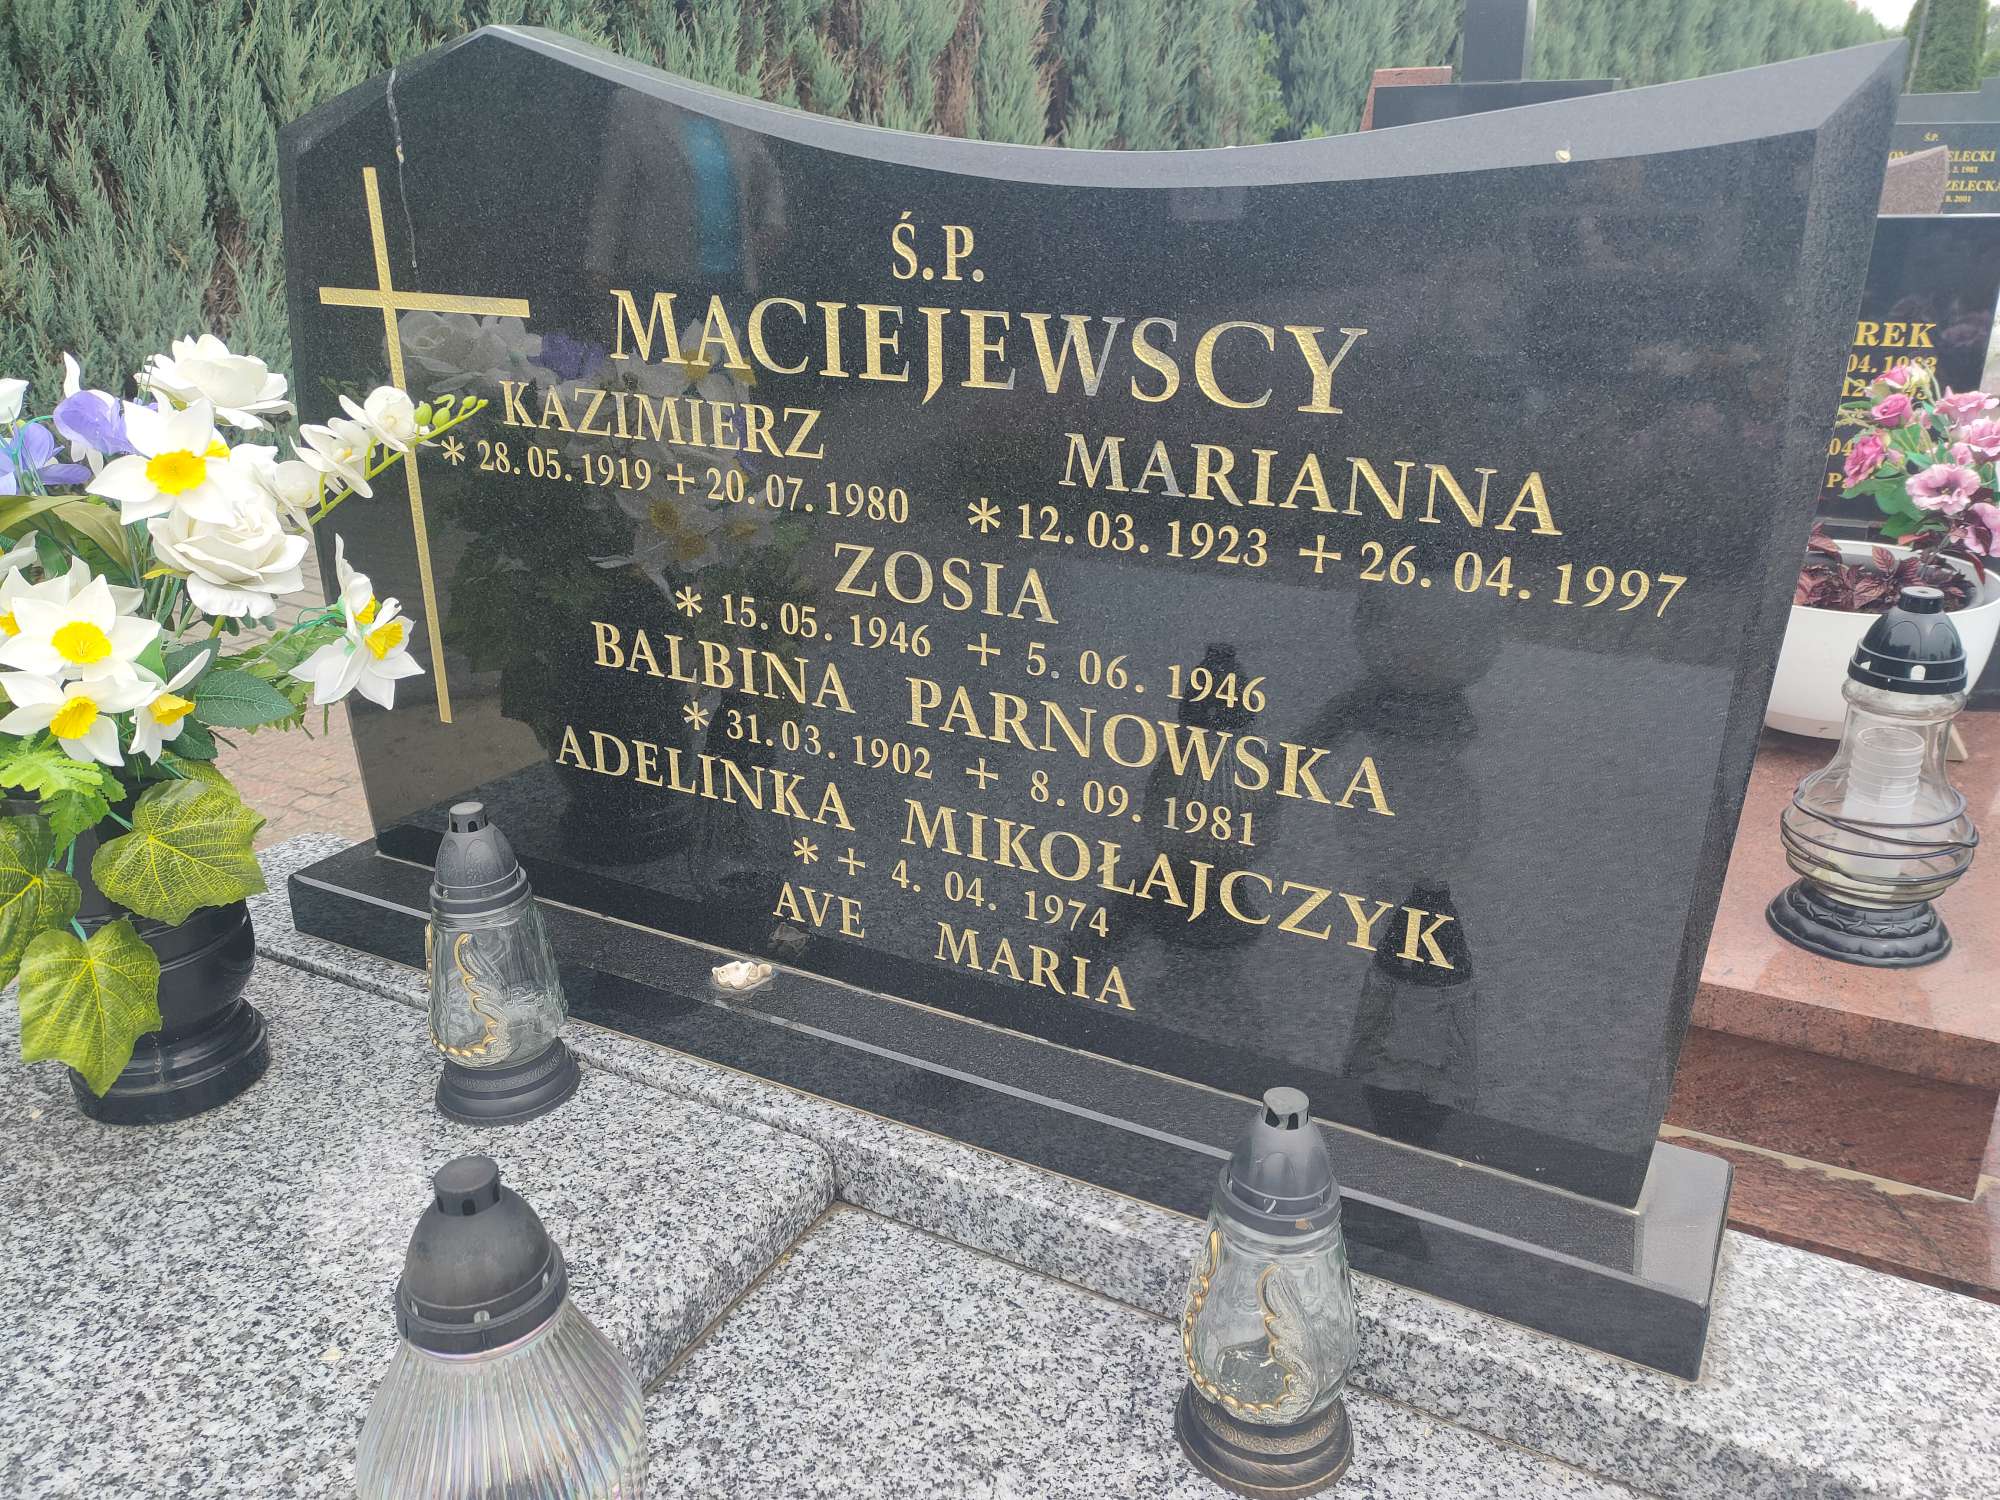 Ś.P.
MACIEJEWSCY
KAZIMIERZ MARIANNA
* 28.05.1919 + 20.07.1980 * 12.03.1923 + 26.04.1997
ZOSIA
* 15.05.1946 + 5.06.1946
BALBINA PARNOWSKA
* 31.03.1902 + 8.09.1981
ADELINKA MIKOŁAJCZYK
* + 4.04.1974
AVE MARIA
Ś.P.